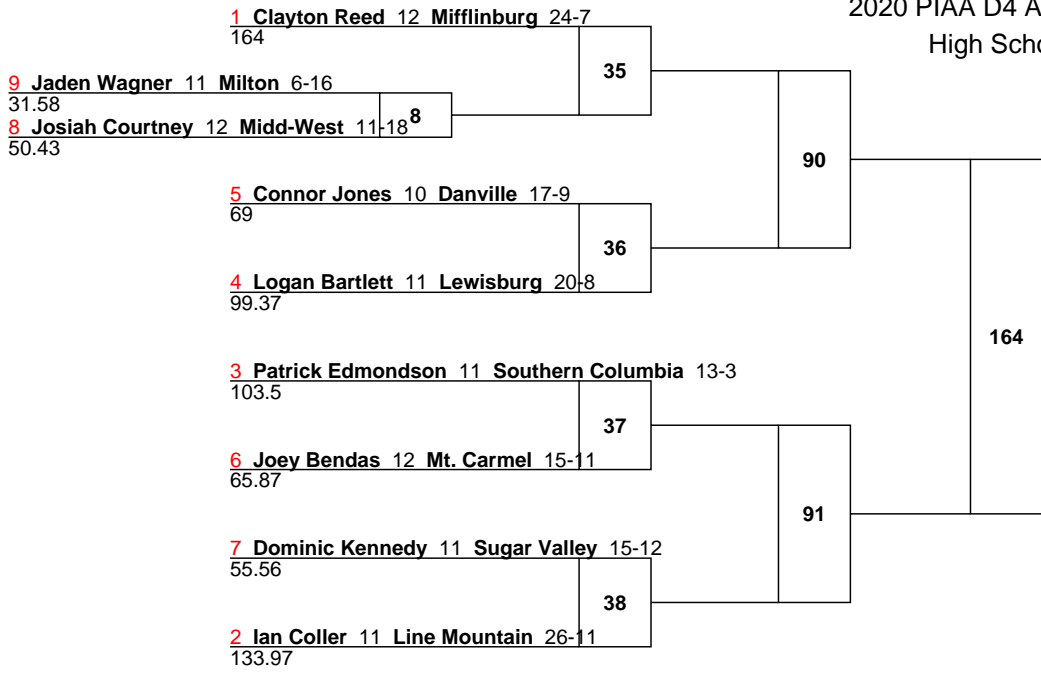 2020 PIAA D4 A
High Scho
1 Clayton Reed 12 Mifflinburg 24-7
164
35
9 Jaden Wagner 11 Milton 6-16
31.58
8
8 Josiah Courtney 12 Midd-West 11-18
50.43
90
5 Connor Jones 10 Danville 17-9
69
36
4 Logan Bartlett 11 Lewisburg 20-8
99.37
164
3 Patrick Edmondson 11 Southern Columbia 13-3
103.5
37
6 Joey Bendas 12 Mt. Carmel 15-11
65.87
91
7 Dominic Kennedy 11 Sugar Valley 15-12
55.56
38
2 Ian Coller 11 Line Mountain 26-11
133.97